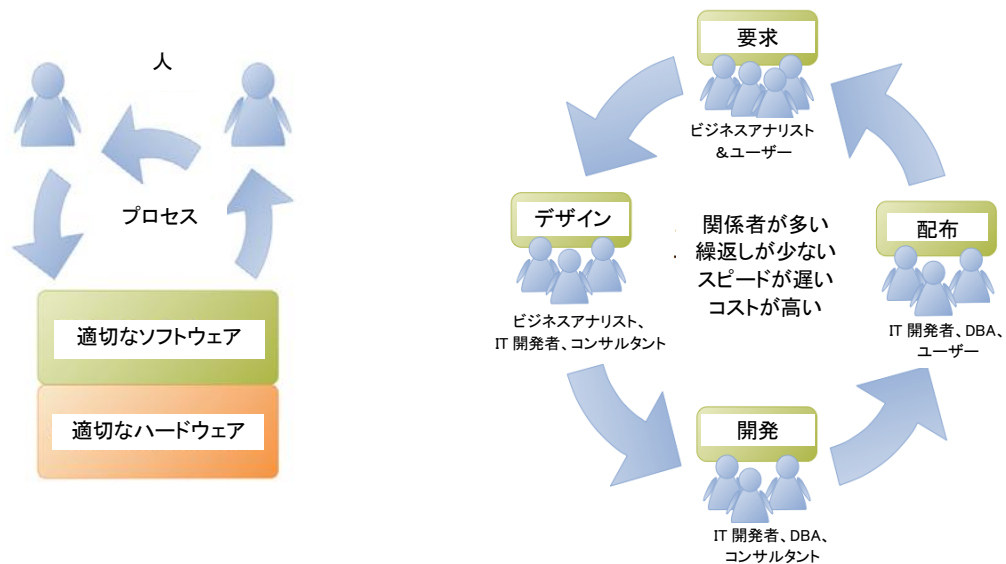 人
プロセス
適切なソフトウェア
適切なハードウェア
要求
ビジネスアナリスト
&ユーザー
デザイン
ビジネスアナリスト、
IT 開発者、コンサルタント
関係者が多い
繰返しが少ない
スピードが遅い
コストが高い
配布
IT 開発者、DBA、
ユーザー
開発
IT 開発者、DBA、
コンサルタント